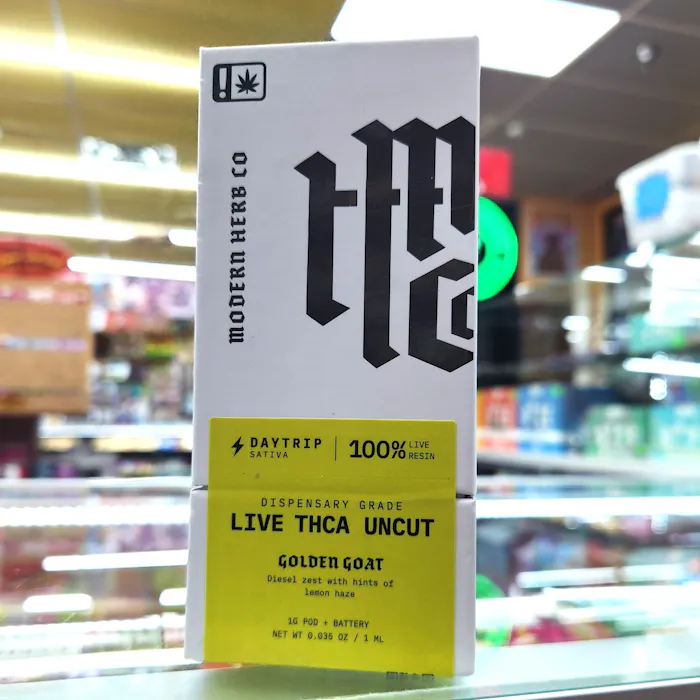 MODERN HERB CO
DAYTRIP
SATIVA
100% LIVE
RESIN
DISPENSARY GRADE
LIVE THCA UNCUT
GOLDEN GOAT
Diesel zest with hints of
lemon haze
1G POD + BATTERY
NET WT 0.035 OZ / 1 ML